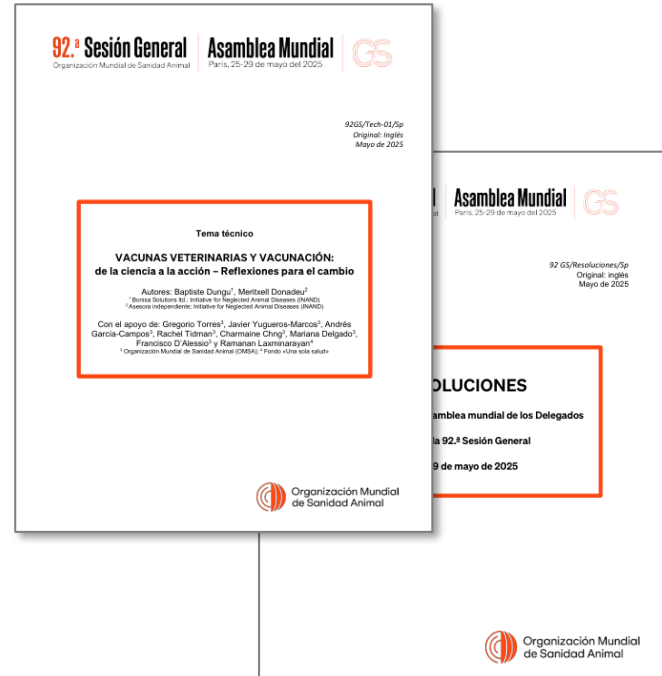 92.ª Sesión General
Organización Mundial de Sanidad Animal
Asamblea Mundial
París, 25-29 de mayo del 2025
GS
92GS/Tech-01/Sp
Original: Inglés
Mayo de 2025
Tema técnico
VACUNAS VETERINARIAS Y VACUNACIÓN:
de la ciencia a la acción – Reflexiones para el cambio
Autores: Baptiste Dungu¹, Meritxell Donadeu²
¹ Bonisa Solutions ltd.; Initiative for Neglected Animal Diseases (INAND)
² Asesora independiente; Initiative for Neglected Animal Diseases (INAND)
Con el apoyo de: Gregorio Torres³, Javier Yugueros-Marcos³, Andrés
García-Campos³, Rachel Tidman³, Charmaine Chng³, Mariana Delgado³,
Francisco D'Alessio³ y Ramanan Laxminarayan⁴
³ Organización Mundial de Sanidad Animal (OMSA); ⁴ Fondo «Una sola salud»
Organización Mundial
de Sanidad Animal
Asamblea Mundial
París, 25-29 de mayo del 2025
GS
92 GS/Resoluciones/Sp
Original: inglés
Mayo de 2025
OLUCIONES
amblea mundial de los Delegados
la 92.ª Sesión General
9 de mayo de 2025
Organización Mundial
de Sanidad Animal